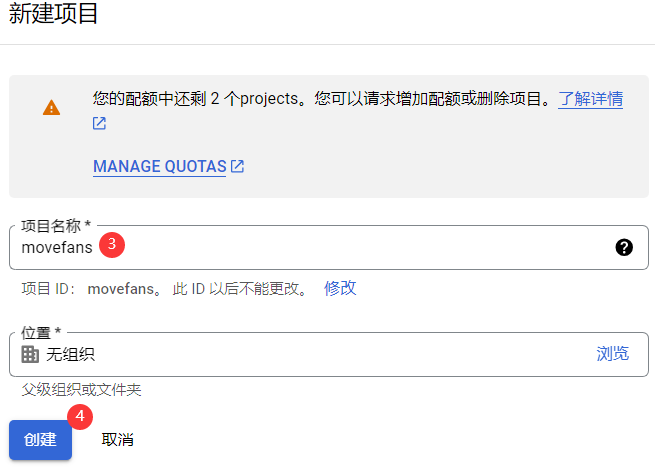 新建项目
您的配额中还剩 2 个projects。您可以请求增加配额或删除项目。了解详情
MANAGE QUOTAS
项目名称 *
movefans 3
项目 ID： movefans。 此 ID 以后不能更改。 修改
位置 *
无组织 浏览
父级组织或文件夹
4
创建 取消